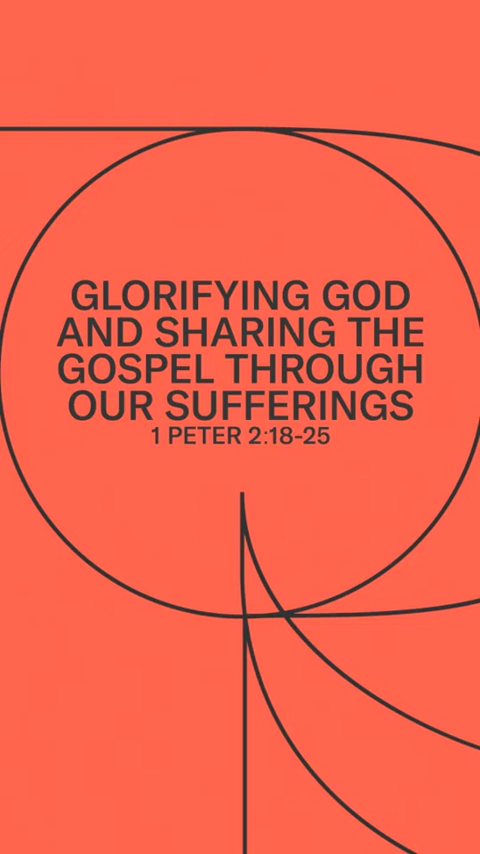 GLORIFYING GOD
AND SHARING THE
GOSPEL THROUGH
OUR SUFFERINGS
1 PETER 2:18-25